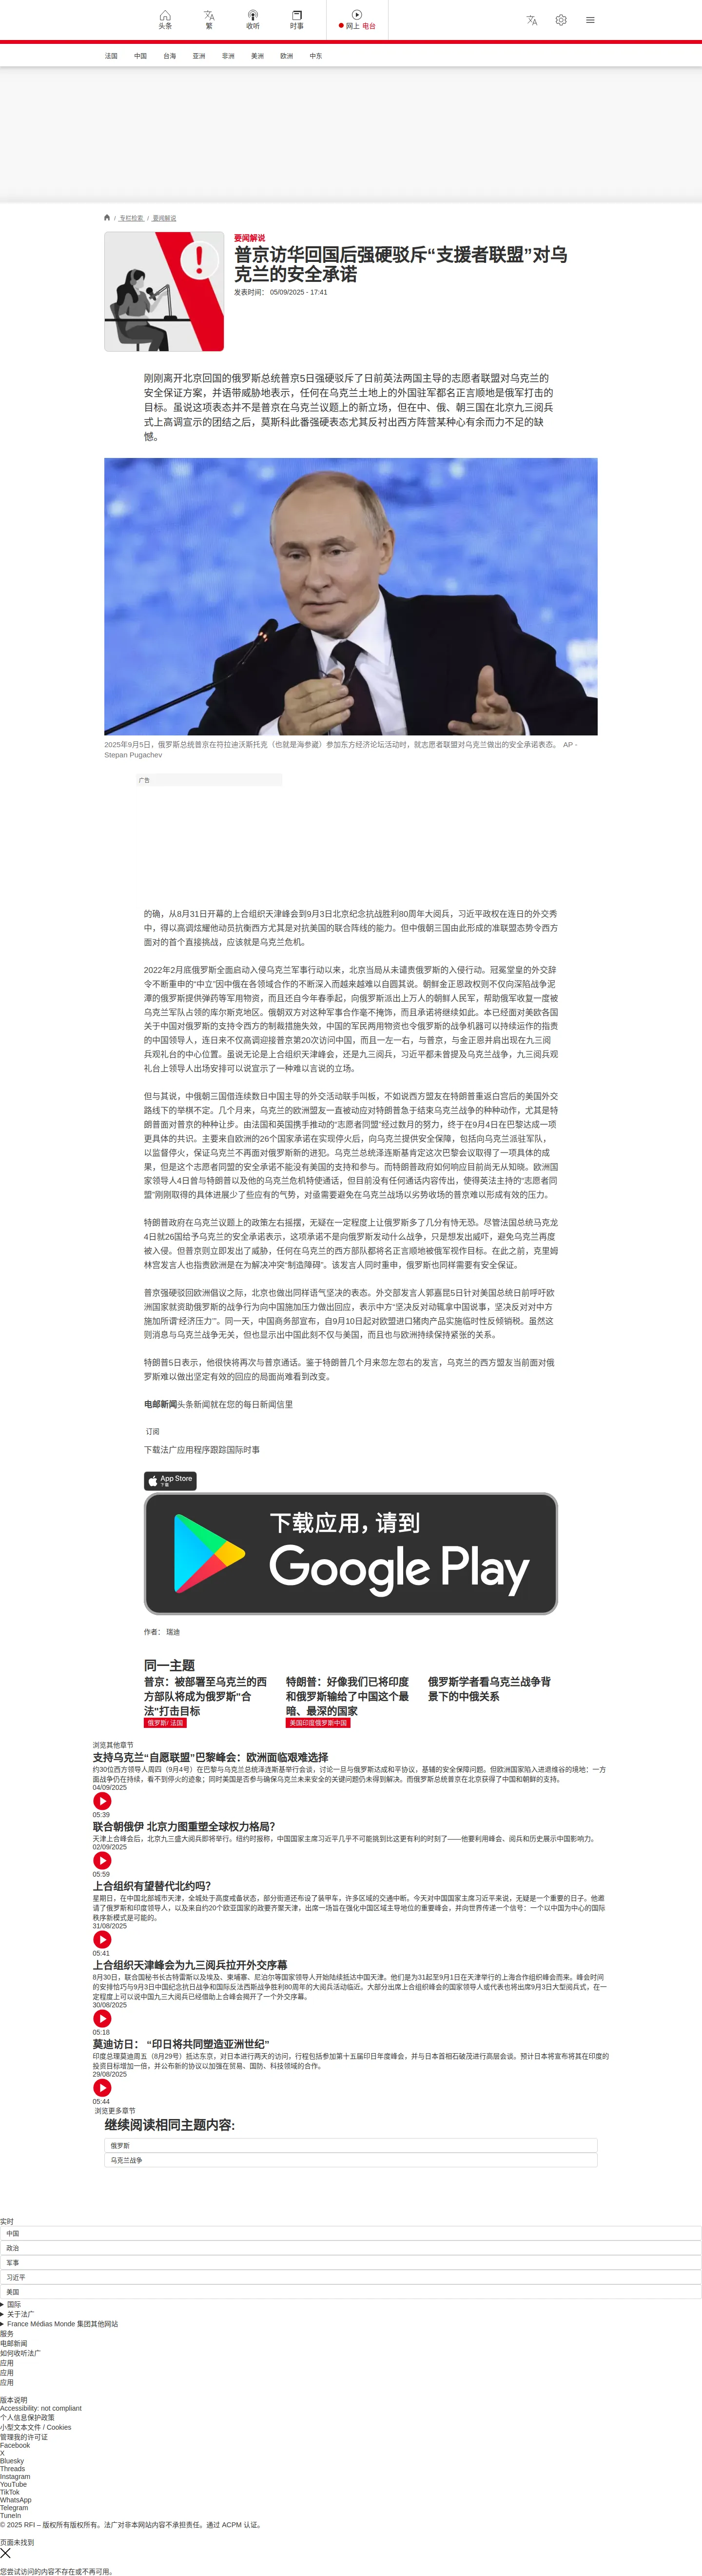 头条
繁
收听
时事
网上 电台
法国
中国
台海
亚洲
非洲
美洲
欧洲
中东
/ 专栏检索 / 要闻解说
要闻解说
普京访华回国后强硬驳斥“支援者联盟”对乌
克兰的安全承诺
发表时间： 05/09/2025 - 17:41
刚刚离开北京回国的俄罗斯总统普京5日强硬驳斥了日前英法两国主导的志愿者联盟对乌克兰的
安全保证方案，并语带威胁地表示，任何在乌克兰土地上的外国驻军都名正言顺地是俄军打击的
目标。虽说这项表态并不是普京在乌克兰议题上的新立场，但在中、俄、朝三国在北京九三阅兵
式上高调宣示的团结之后，莫斯科此番强硬表态尤其反衬出西方阵营某种心有余而力不足的缺
憾。
2025年9月5日，俄罗斯总统普京在符拉迪沃斯托克（也就是海参崴）参加东方经济论坛活动时，就志愿者联盟对乌克兰做出的安全承诺表态。 AP -
Stepan Pugachev
广告
的确，从8月31日开幕的上合组织天津峰会到9月3日北京纪念抗战胜利80周年大阅兵，习近平政权在连日的外交秀
中，得以高调炫耀他动员抗衡西方尤其是对抗美国的联合阵线的能力。但中俄朝三国由此形成的准联盟态势令西方
面对的首个直接挑战，应该就是乌克兰危机。
2022年2月底俄罗斯全面启动入侵乌克兰军事行动以来，北京当局从未谴责俄罗斯的入侵行动。冠冕堂皇的外交辞
令不断重申的“中立”因中俄在各领域合作的不断深入而越来越难以自圆其说。朝鲜金正恩政权则不仅向深陷战争泥
潭的俄罗斯提供弹药等军用物资，而且还自今年春季起，向俄罗斯派出上万人的朝鲜人民军，帮助俄军收复一度被
乌克兰军队占领的库尔斯克地区。俄朝双方对这种军事合作毫不掩饰，而且承诺将继续如此。本已经面对美欧各国
关于中国对俄罗斯的支持令西方的制裁措施失效，中国的军民两用物资也令俄罗斯的战争机器可以持续运作的指责
的中国领导人，连日来不仅高调迎接普京第20次访问中国，而且一左一右，与普京，与金正恩并肩出现在九三阅
兵观礼台的中心位置。虽说无论是上合组织天津峰会，还是九三阅兵，习近平都未曾提及乌克兰战争，九三阅兵观
礼台上领导人出场安排可以说宣示了一种难以言说的立场。
但与其说，中俄朝三国借连续数日中国主导的外交活动联手叫板，不如说西方盟友在特朗普重返白宫后的美国外交
路线下的举棋不定。几个月来，乌克兰的欧洲盟友一直被动应对特朗普急于结束乌克兰战争的种种动作，尤其是特
朗普面对普京的种种让步。由法国和英国携手推动的“志愿者同盟”经过数月的努力，终于在9月4日在巴黎达成一项
更具体的共识。主要来自欧洲的26个国家承诺在实现停火后，向乌克兰提供安全保障，包括向乌克兰派驻军队，
以监督停火，保证乌克兰不再面对俄罗斯新的进犯。乌克兰总统泽连斯基肯定这次巴黎会议取得了一项具体的成
果，但是这个志愿者同盟的安全承诺不能没有美国的支持和参与。而特朗普政府如何响应目前尚无从知晓。欧洲国
家领导人4日曾与特朗普以及他的乌克兰危机特使通话，但目前没有任何通话内容传出，使得英法主持的“志愿者同
盟”刚刚取得的具体进展少了些应有的气势，对亟需要避免在乌克兰战场以劣势收场的普京难以形成有效的压力。
特朗普政府在乌克兰议题上的政策左右摇摆，无疑在一定程度上让俄罗斯多了几分有恃无恐。尽管法国总统马克龙
4日就26国给予乌克兰的安全承诺表示，这项承诺不是向俄罗斯发动什么战争，只是想发出威吓，避免乌克兰再度
被入侵。但普京则立即发出了威胁，任何在乌克兰的西方部队都将名正言顺地被俄军视作目标。在此之前，克里姆
林宫发言人也指责欧洲是在为解决冲突“制造障碍”。该发言人同时重申，俄罗斯也同样需要有安全保证。
普京强硬驳回欧洲倡议之际，北京也做出同样语气坚决的表态。外交部发言人郭嘉昆5日针对美国总统日前呼吁欧
洲国家就资助俄罗斯的战争行为向中国施加压力做出回应，表示中方“坚决反对动辄拿中国说事，坚决反对对中方
施加所谓‘经济压力’”。同一天，中国商务部宣布，自9月10日起对欧盟进口猪肉产品实施临时性反倾销税。虽然这
则消息与乌克兰战争无关，但也显示出中国此刻不仅与美国，而且也与欧洲持续保持紧张的关系。
特朗普5日表示，他很快将再次与普京通话。鉴于特朗普几个月来忽左忽右的发言，乌克兰的西方盟友当前面对俄
罗斯难以做出坚定有效的回应的局面尚难看到改变。
电邮新闻头条新闻就在您的每日新闻信里
订阅
下载法广应用程序跟踪国际时事
App Store
下载
下载应用，请到
Google Play
作者： 瑞迪
同一主题
普京：被部署至乌克兰的西
方部队将成为俄罗斯"合
法"打击目标
俄罗斯/ 法国
特朗普：好像我们已将印度
和俄罗斯输给了中国这个最
暗、最深的国家
美国印度俄罗斯中国
俄罗斯学者看乌克兰战争背
景下的中俄关系
浏览其他章节
支持乌克兰“自愿联盟”巴黎峰会：欧洲面临艰难选择
约30位西方领导人周四（9月4号）在巴黎与乌克兰总统泽连斯基举行会谈，讨论一旦与俄罗斯达成和平协议，基辅的安全保障问题。但欧洲国家陷入进退维谷的境地：一方
面战争仍在持续，看不到停火的迹象；同时美国是否参与确保乌克兰未来安全的关键问题仍未得到解决。而俄罗斯总统普京在北京获得了中国和朝鲜的支持。
04/09/2025
05:39
联合朝俄伊 北京力图重塑全球权力格局？
天津上合峰会后，北京九三盛大阅兵即将举行。纽约时报称，中国国家主席习近平几乎不可能挑到比这更有利的时刻了——他要利用峰会、阅兵和历史展示中国影响力。
02/09/2025
05:59
上合组织有望替代北约吗？
星期日，在中国北部城市天津，全城处于高度戒备状态，部分街道还布设了装甲车，许多区域的交通中断。今天对中国国家主席习近平来说，无疑是一个重要的日子。他邀
请了俄罗斯和印度领导人，以及来自约20个欧亚国家的政要齐聚天津，出席一场旨在强化中国区域主导地位的重要峰会，并向世界传递一个信号：一个以中国为中心的国际
秩序新模式是可能的。
31/08/2025
05:41
上合组织天津峰会为九三阅兵拉开外交序幕
8月30日，联合国秘书长古特雷斯以及埃及、柬埔寨、尼泊尔等国家领导人开始陆续抵达中国天津。他们是为31起至9月1日在天津举行的上海合作组织峰会而来。峰会时间
的安排恰巧与9月3日中国纪念抗日战争和国际反法西斯战争胜利80周年的大阅兵活动临近。大部分出席上合组织峰会的国家领导人或代表也将出席9月3日大型阅兵式，在一
定程度上可以说中国九三大阅兵已经借助上合峰会揭开了一个外交序幕。
30/08/2025
05:18
莫迪访日： “印日将共同塑造亚洲世纪”
印度总理莫迪周五（8月29号）抵达东京，对日本进行两天的访问，行程包括参加第十五届印日年度峰会，并与日本首相石破茂进行高层会谈。预计日本将宣布将其在印度的
投资目标增加一倍，并公布新的协议以加强在贸易、国防、科技领域的合作。
29/08/2025
05:44
浏览更多章节
继续阅读相同主题内容:
俄罗斯
乌克兰战争
实时
中国
政治
军事
习近平
美国
国际
关于法广
France Médias Monde 集团其他网站
服务
电邮新闻
如何收听法广
应用
应用
应用
版本说明
Accessibility: not compliant
个人信息保护政策
小型文本文件 / Cookies
管理我的许可证
Facebook
X
Bluesky
Threads
Instagram
YouTube
TikTok
WhatsApp
Telegram
TuneIn
© 2025 RFI – 版权所有版权所有。法广对非本网站内容不承担责任。通过 ACPM 认证。
页面未找到
您尝试访问的内容不存在或不再可用。